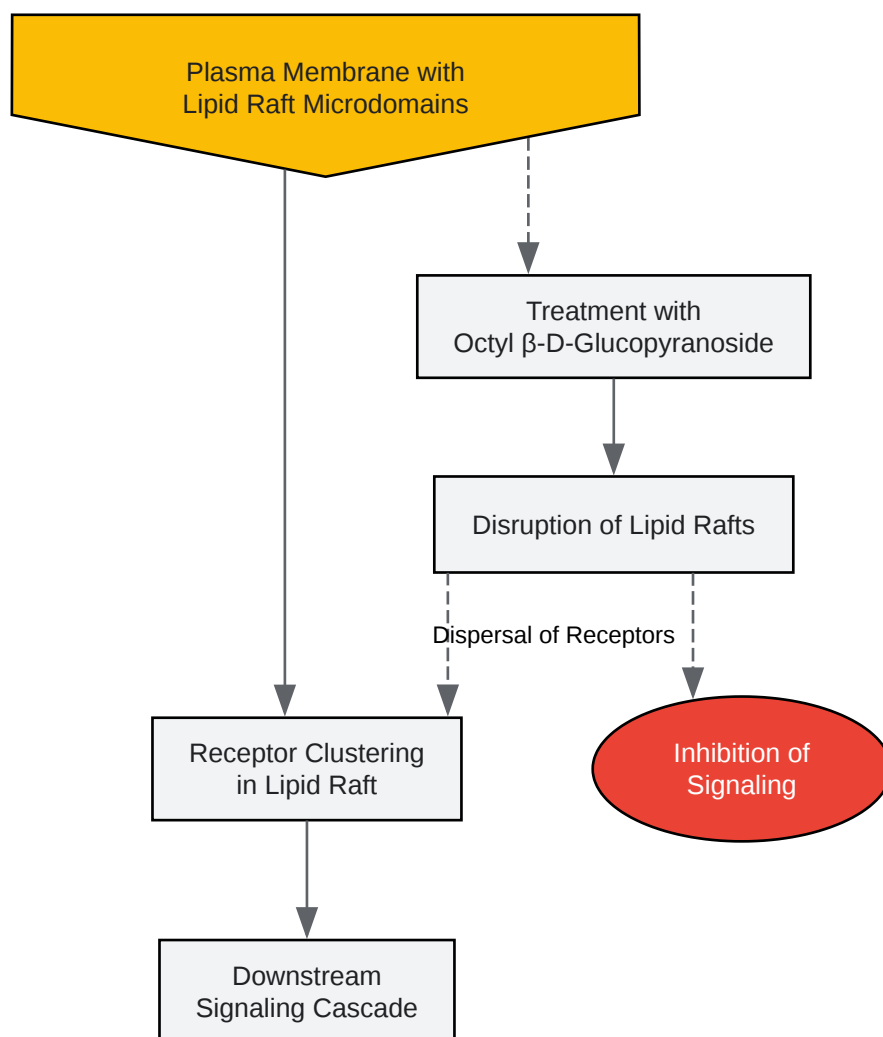 Plasma Membrane with
Lipid Raft Microdomains
Treatment with
Octyl β-D-Glucopyranoside
Disruption of Lipid Rafts
Dispersal of Receptors
Receptor Clustering
in Lipid Raft
Inhibition of
Signaling
Downstream
Signaling Cascade